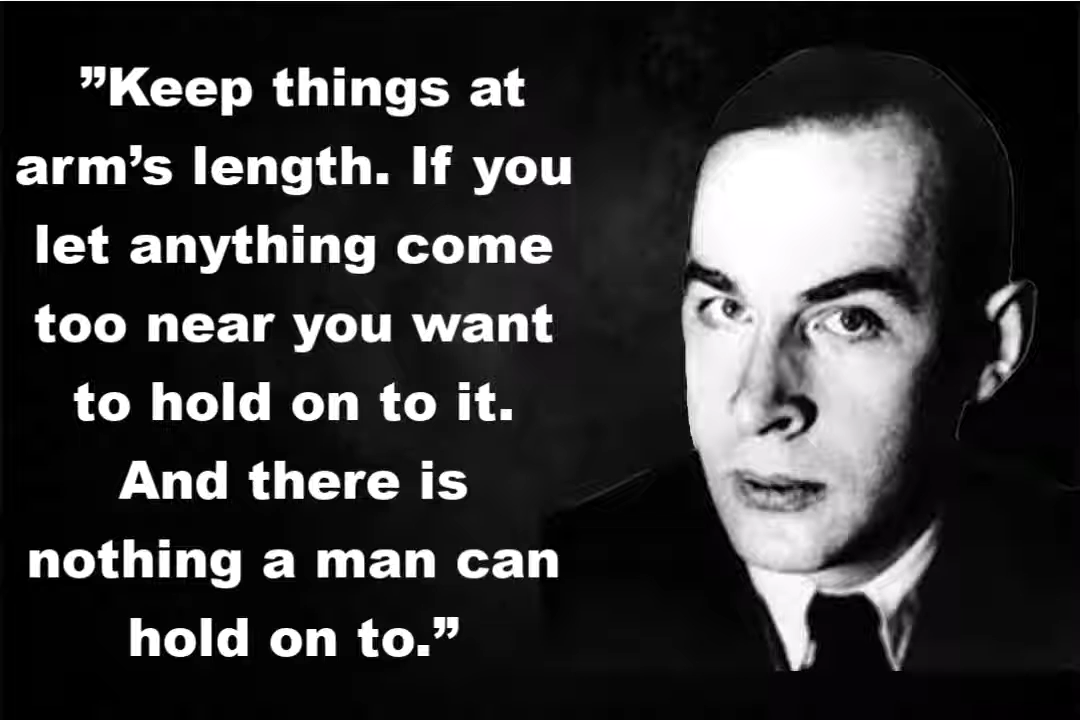 ”Keep things at
arm’s length. If you
let anything come
too near you want
to hold on to it.
And there is
nothing a man can
hold on to.”